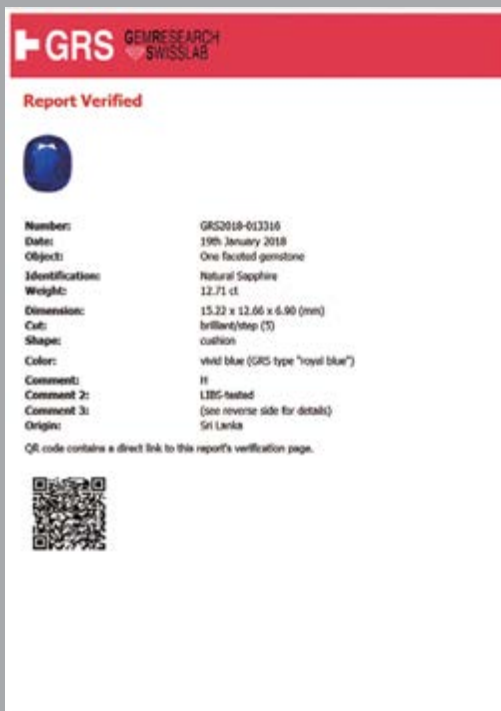 GRS GEMRESEARCH
SWISSLAB
Report Verified
Number: GRS2018-013316
Date: 19th January 2018
Object: One faceted gemstone
Identification: Natural Sapphire
Weight: 12.71 ct
Dimension: 15.22 x 12.66 x 6.90 (mm)
Cut: brilliant/step (5)
Shape: cushion
Color: vivid blue (GRS type "royal blue")
Comment: H
Comment 2: LIBS-tested
Comment 3: (see reverse side for details)
Origin: Sri Lanka
QR code contains a direct link to this report's verification page.